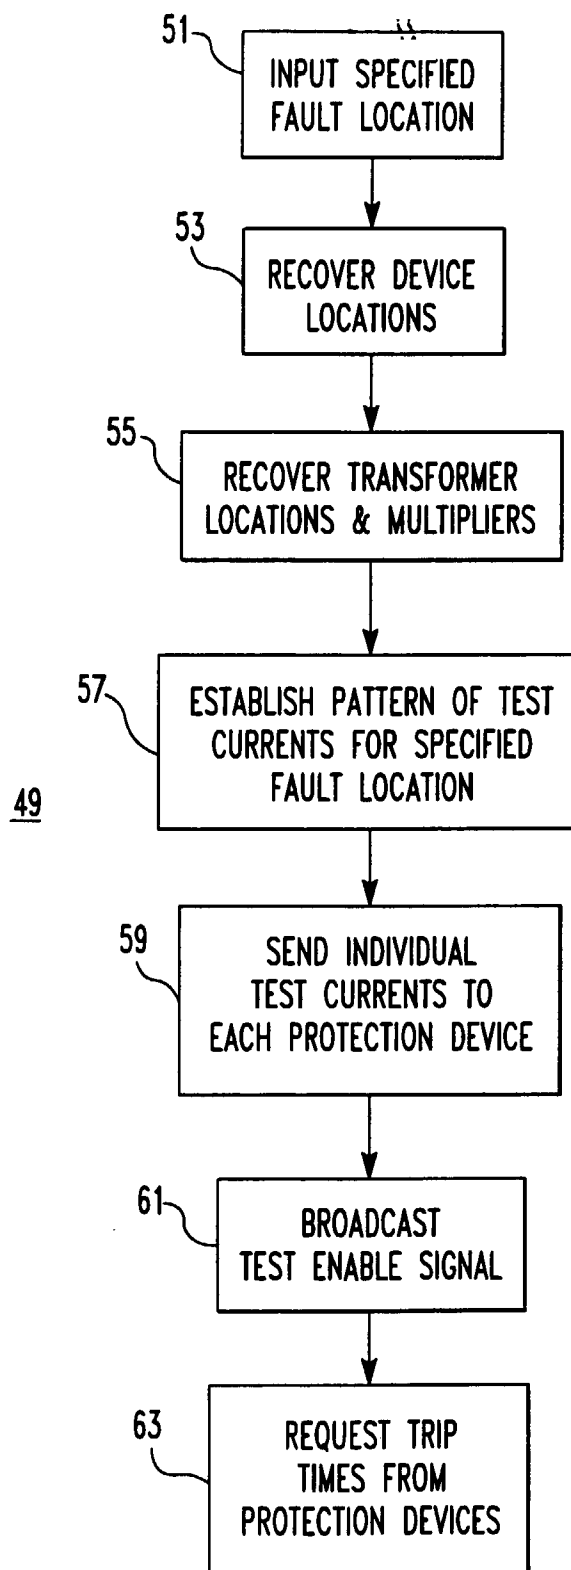 51
INPUT SPECIFIED
FAULT LOCATION
53
RECOVER DEVICE
LOCATIONS
55
RECOVER TRANSFORMER
LOCATIONS & MULTIPLIERS
57
ESTABLISH PATTERN OF TEST
CURRENTS FOR SPECIFIED
FAULT LOCATION
49
59
SEND INDIVIDUAL
TEST CURRENTS TO
EACH PROTECTION DEVICE
61
BROADCAST
TEST ENABLE SIGNAL
63
REQUEST TRIP
TIMES FROM
PROTECTION DEVICES